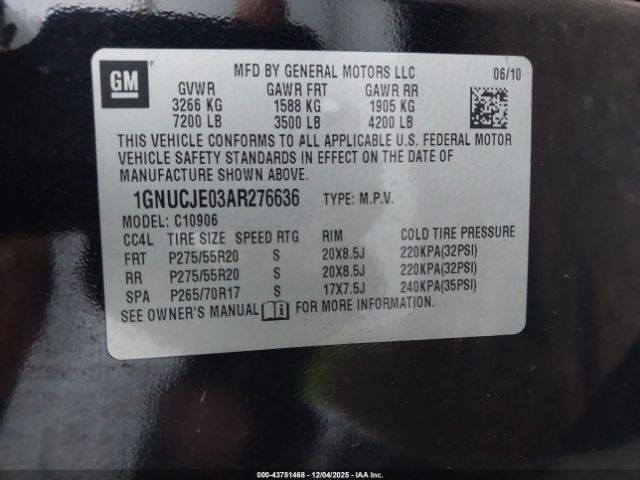 GM
MFD BY GENERAL MOTORS LLC 06/10
GVWR GAWR FRT GAWR RR
3266 KG 1588 KG 1905 KG
7200 LB 3500 LB 4200 LB
THIS VEHICLE CONFORMS TO ALL APPLICABLE U.S. FEDERAL MOTOR
VEHICLE SAFETY STANDARDS IN EFFECT ON THE DATE OF
MANUFACTURE SHOWN ABOVE.
1GNUCJE03AR276636 TYPE: M.P.V.
MODEL: C10906
CC4L TIRE SIZE SPEED RTG RIM COLD TIRE PRESSURE
FRT P275/55R20 S 20X8.5J 220KPA(32PSI)
RR P275/55R20 S 20X8.5J 220KPA(32PSI)
SPA P265/70R17 S 17X7.5J 240KPA(35PSI)
SEE OWNER'S MANUAL FOR MORE INFORMATION.
000-43781468 - 12/04/2025 - IAAI.COM